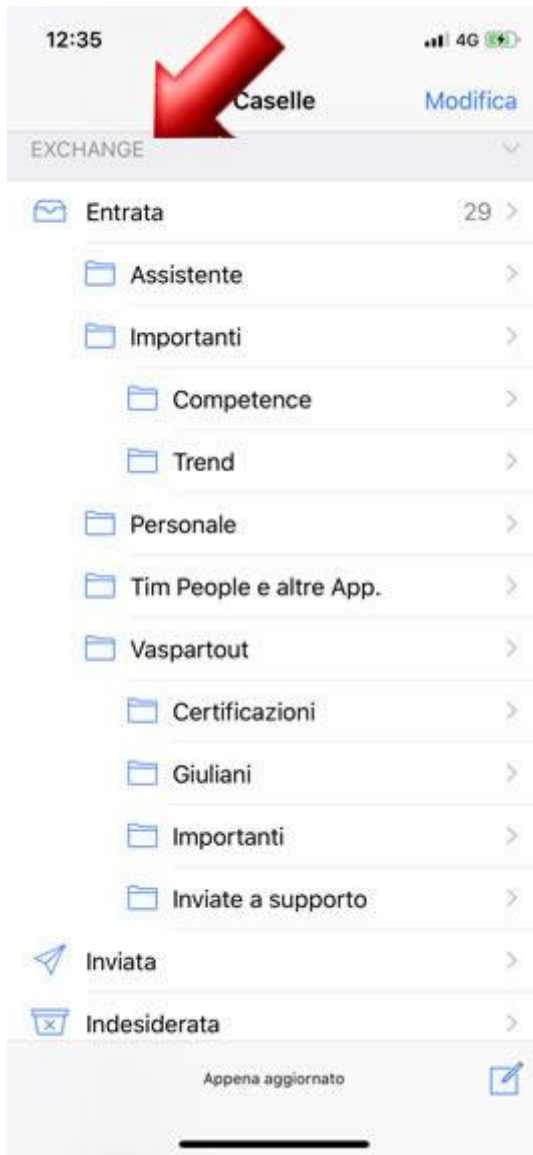 12:35 4G
Caselle Modifica
EXCHANGE
Entrata 29
Assistente
Importanti
Competence
Trend
Personale
Tim People e altre App.
Vaspartout
Certificazioni
Giuliani
Importanti
Inviate a supporto
Inviata
Indesiderata
Appena aggiornato